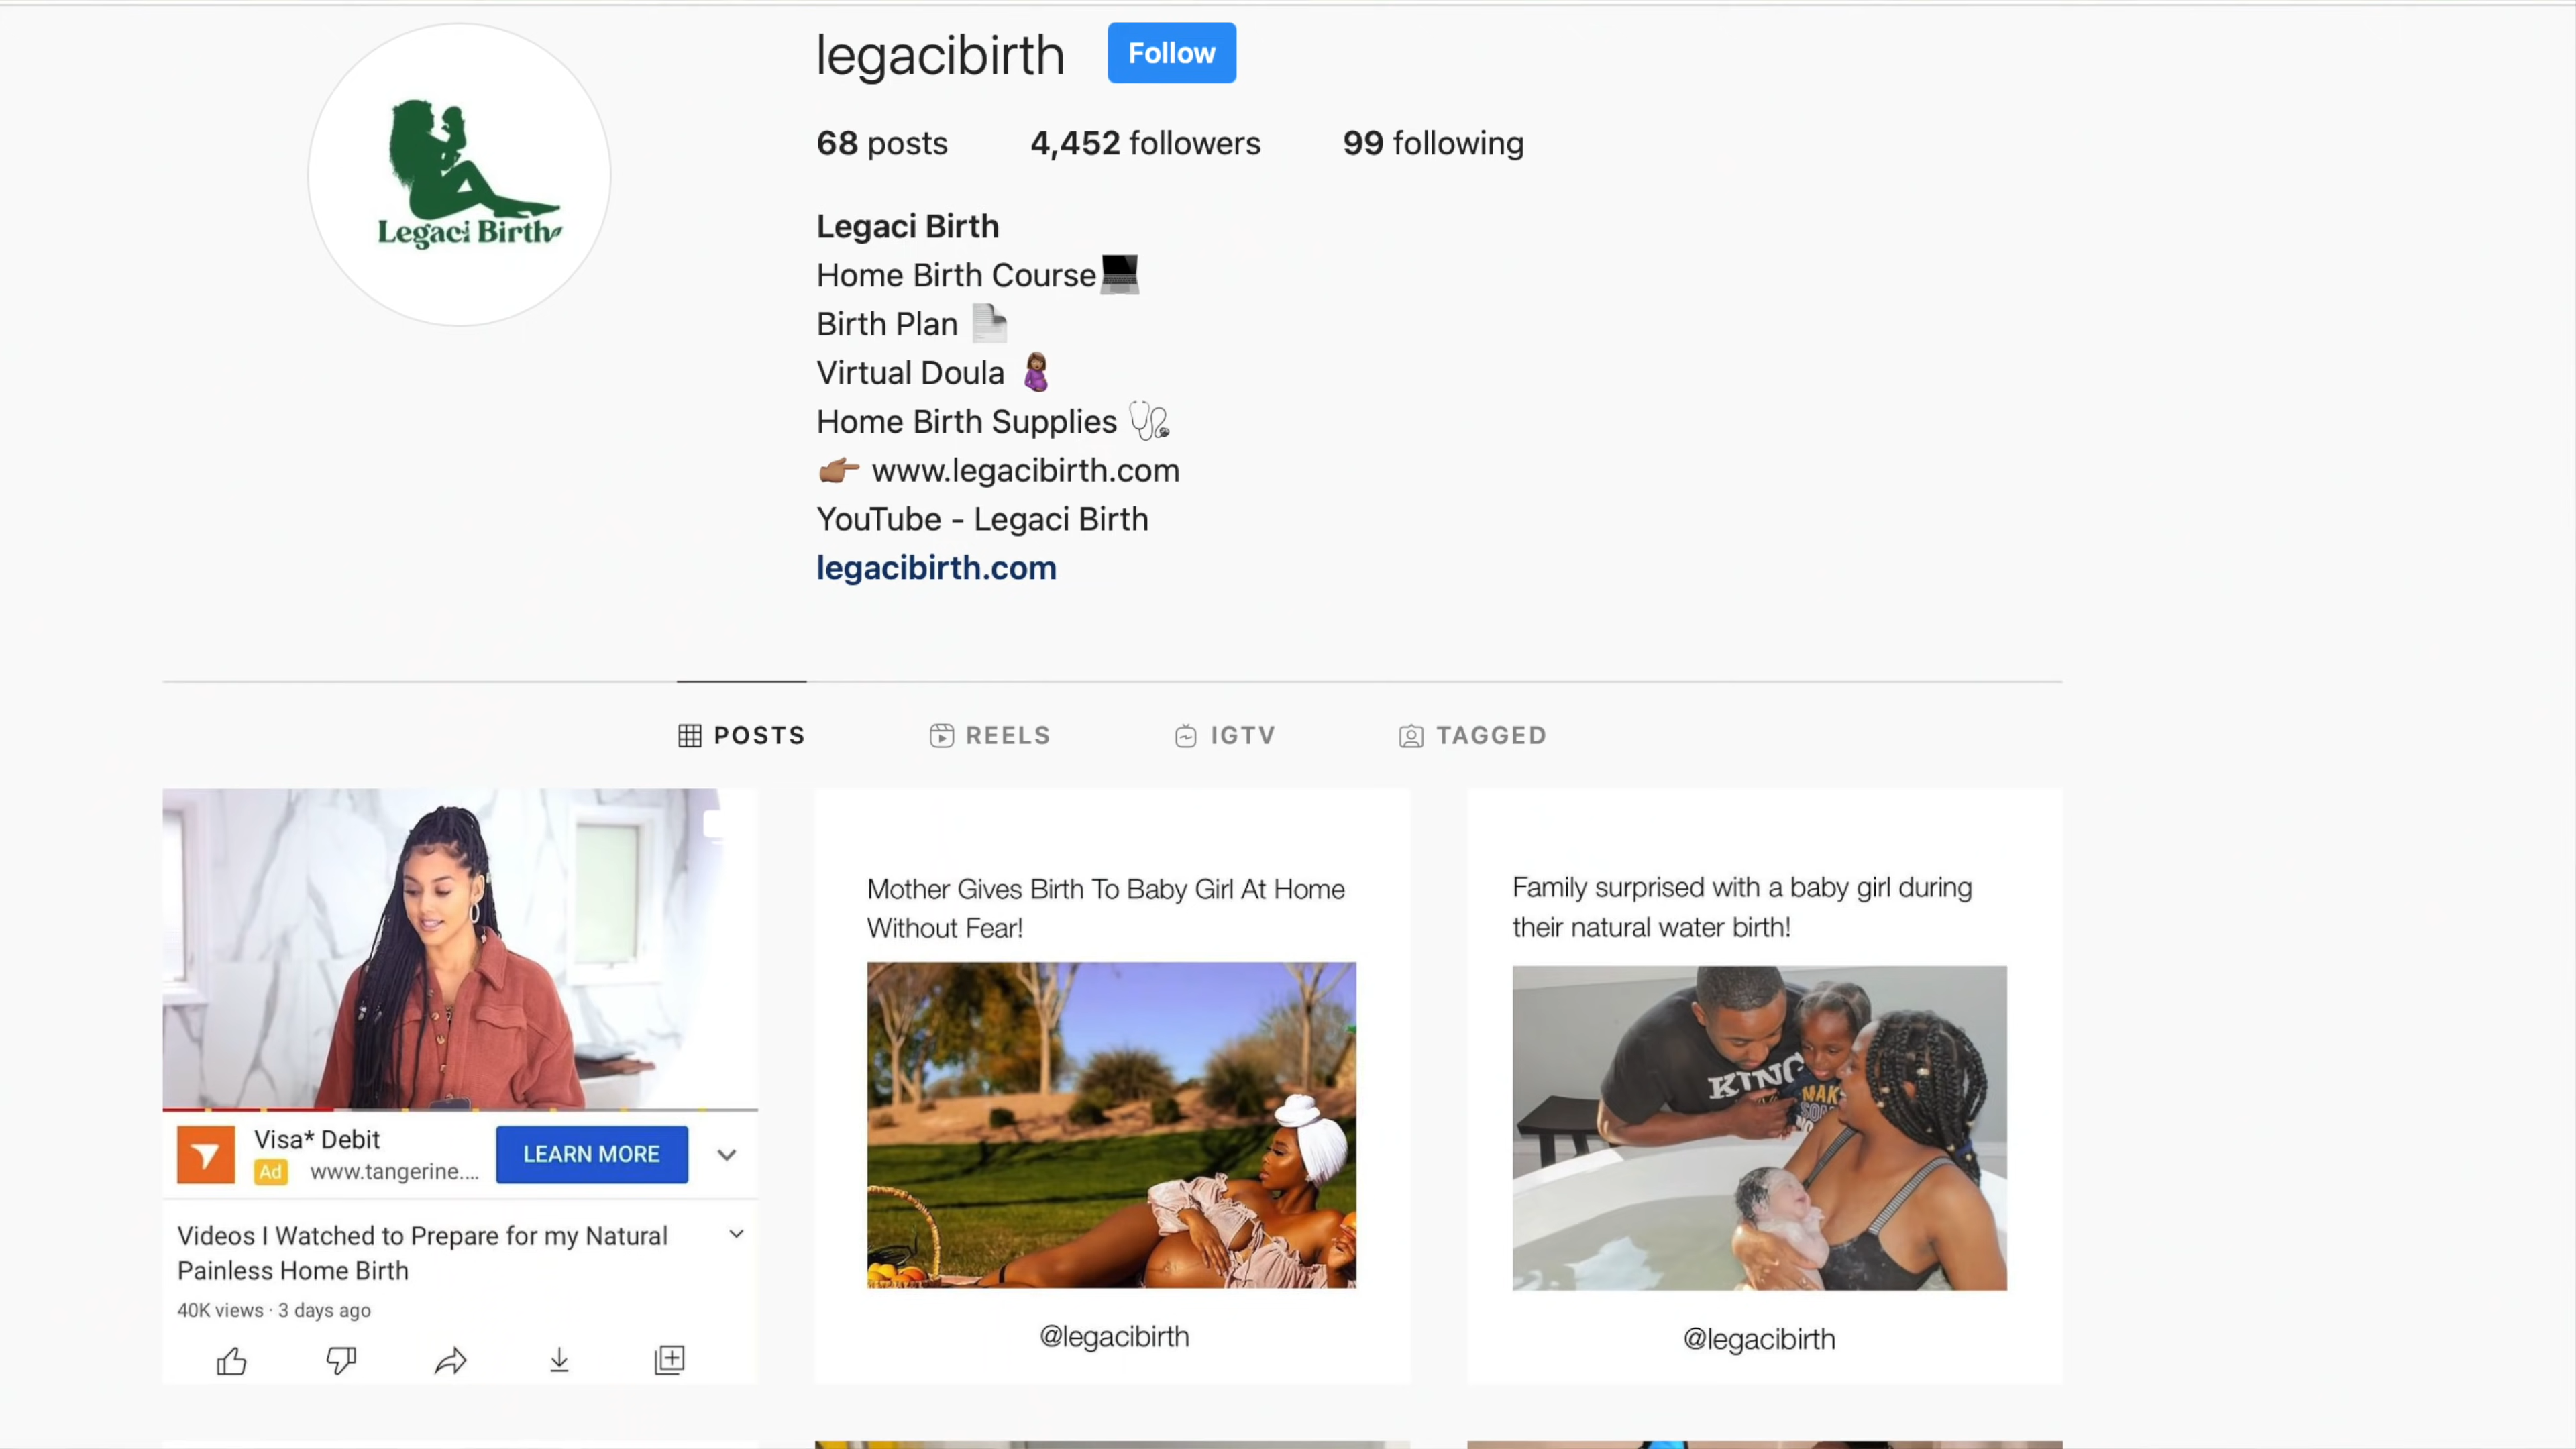 legacibirth
Follow
68 posts
4,452 followers
99 following
Legaci Birth
Legaci Birth
Home Birth Course
Birth Plan
Virtual Doula
Home Birth Supplies
www.legacibirth.com
YouTube - Legaci Birth
legacibirth.com
POSTS
REELS
IGTV
TAGGED
Visa* Debit
Ad www.tangerine....
LEARN MORE
Videos I Watched to Prepare for my Natural
Painless Home Birth
40K views · 3 days ago
Mother Gives Birth To Baby Girl At Home
Without Fear!
@legacibirth
Family surprised with a baby girl during
their natural water birth!
KING
MAK
@legacibirth